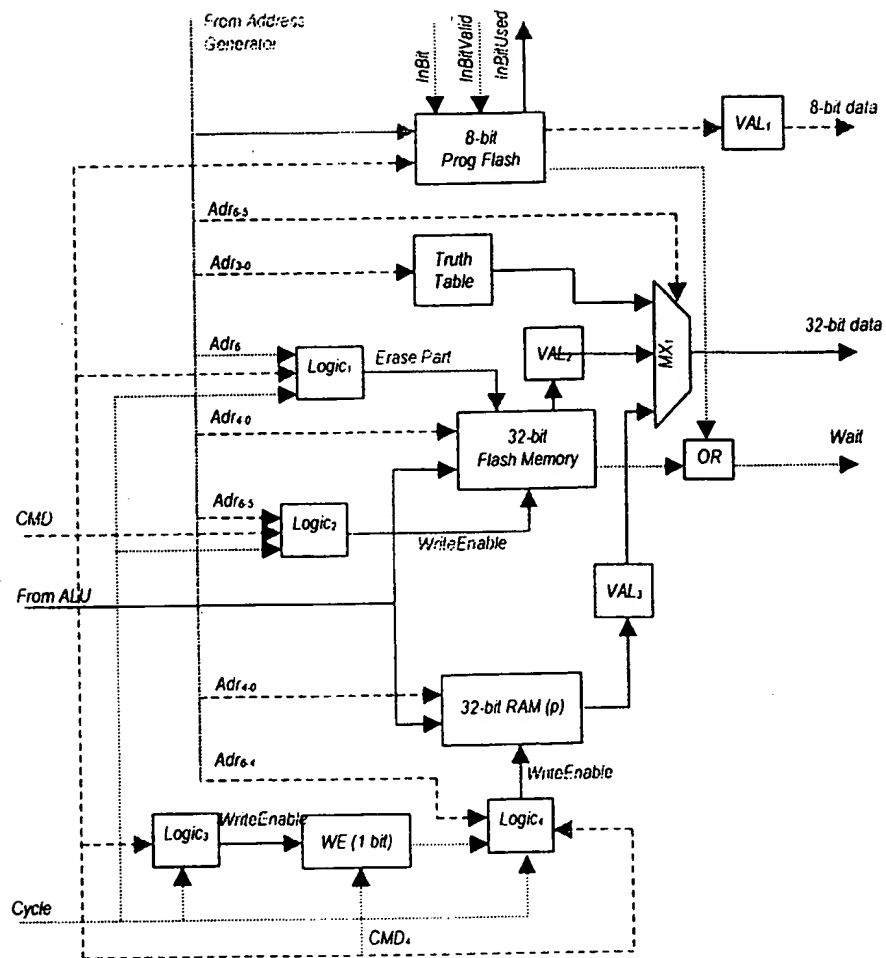 From Address
Generator
InBit
InBitValid
InBitUsed
8-bit
Prog Flash
VAL₁
8-bit data
Adr₆₋₅
Adr₃₋₀
Truth
Table
MX₁
32-bit data
Adr₆
Logic₁
Erase Part
VAL₂
Adr₄₋₀
32-bit
Flash Memory
OR
Wait
Adr₆₋₅
CMD
Logic₂
WriteEnable
From ALU
VAL₃
Adr₄₋₀
32-bit RAM (p)
Adr₆₋₄
WriteEnable
Logic₃
WriteEnable
WE (1 bit)
Logic₄
Cycle
CMD₄